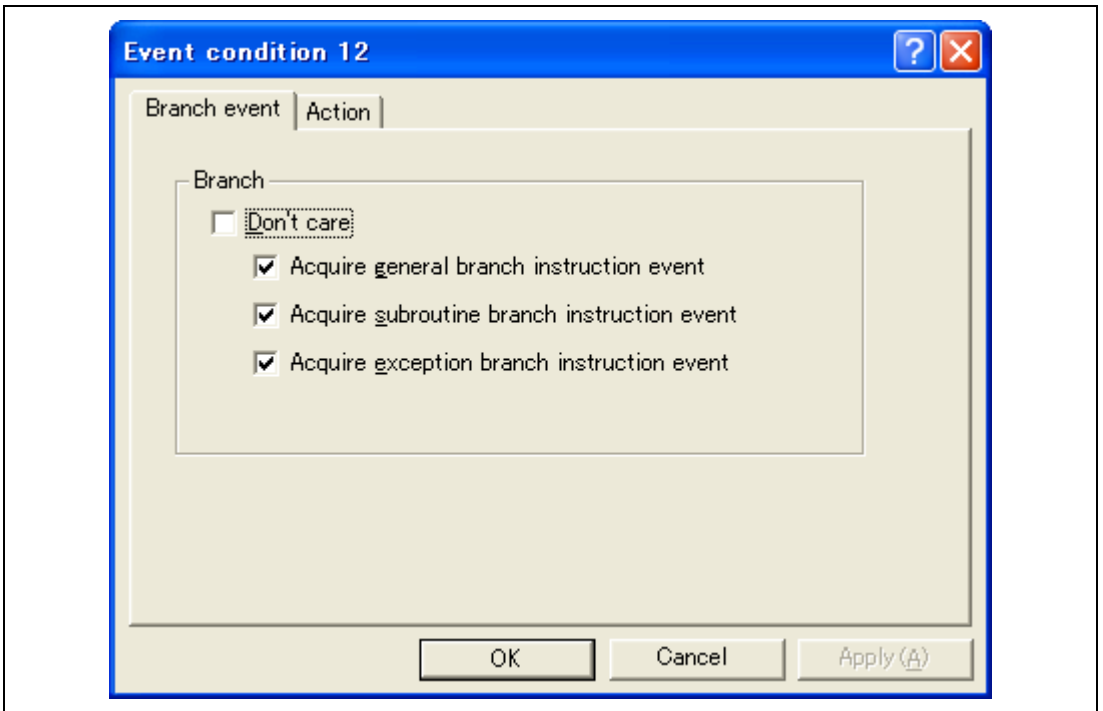 Event condition 12
Branch event Action
Branch
Don't care
Acquire general branch instruction event
Acquire subroutine branch instruction event
Acquire exception branch instruction event
OK Cancel Apply(A)